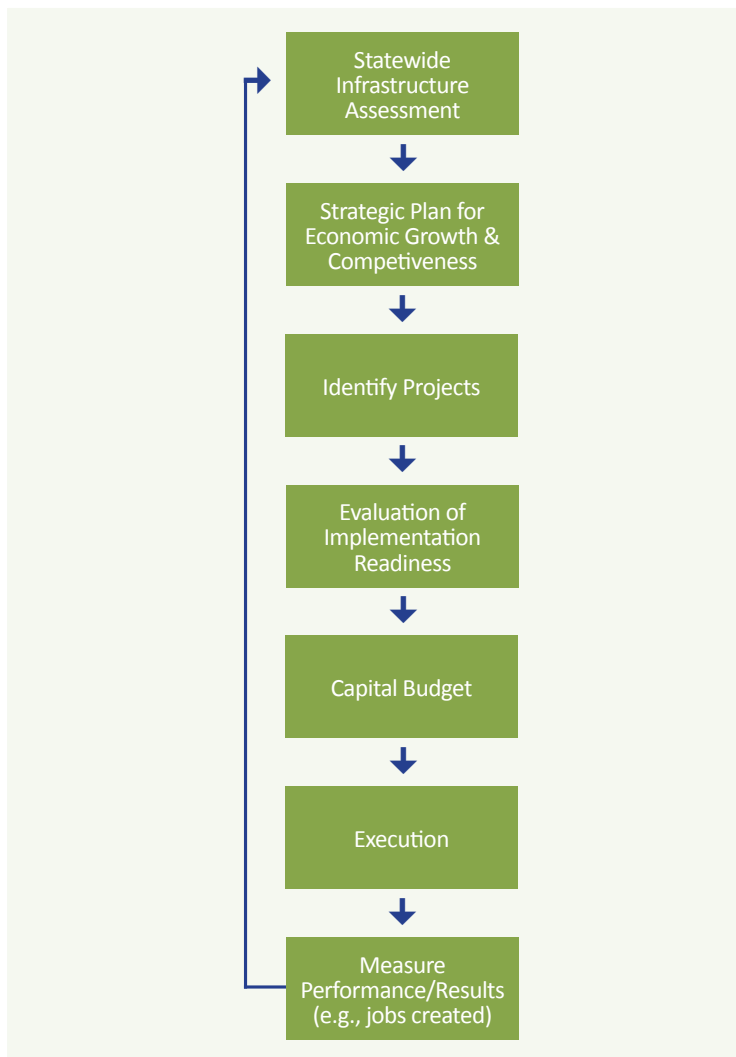 Statewide
Infrastructure
Assessment
Strategic Plan for
Economic Growth &
Competiveness
Identify Projects
Evaluation of
Implementation
Readiness
Capital Budget
Execution
Measure
Performance/Results
(e.g., jobs created)